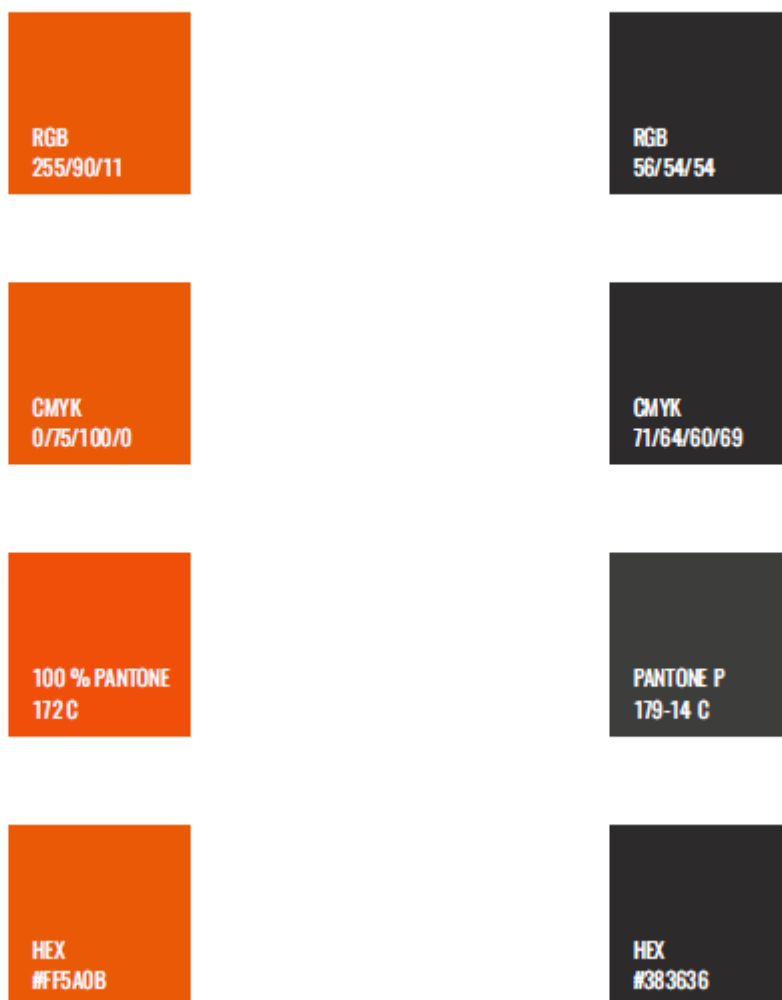 RGB
255/90/11
RGB
56/54/54
CMYK
0/75/100/0
CMYK
71/64/60/69
100 % PANTONE
172 C
PANTONE P
179-14 C
HEX
#FF5A0B
HEX
#383636